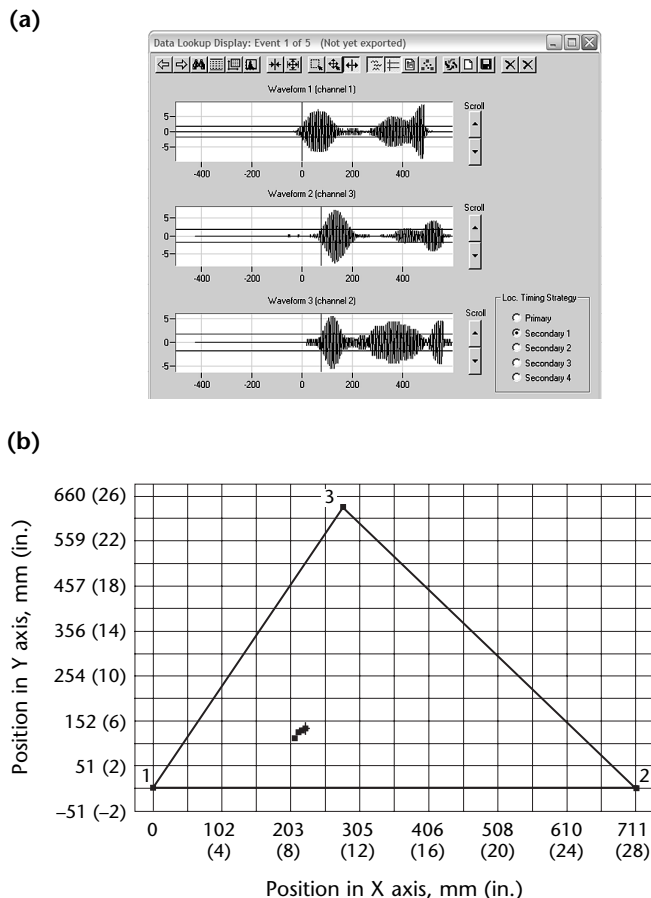 (a)
Data Lookup Display: Event 1 of 5 (Not yet exported)
Waveform 1 (channel 1)
Scroll
5
0
-5
-400 -200 0 200 400
Waveform 2 (channel 3)
Scroll
5
0
-5
-400 -200 0 200 400
Waveform 3 (channel 2)
Scroll
5
0
-5
-400 -200 0 200 400
Loc. Timing Strategy
Primary
Secondary 1
Secondary 2
Secondary 3
Secondary 4
(b)
Position in Y axis, mm (in.)
660 (26)
559 (22)
457 (18)
356 (14)
254 (10)
152 (6)
51 (2)
–51 (–2)
3
1
2
0 102 203 305 406 508 610 711
(4) (8) (12) (16) (20) (24) (28)
Position in X axis, mm (in.)